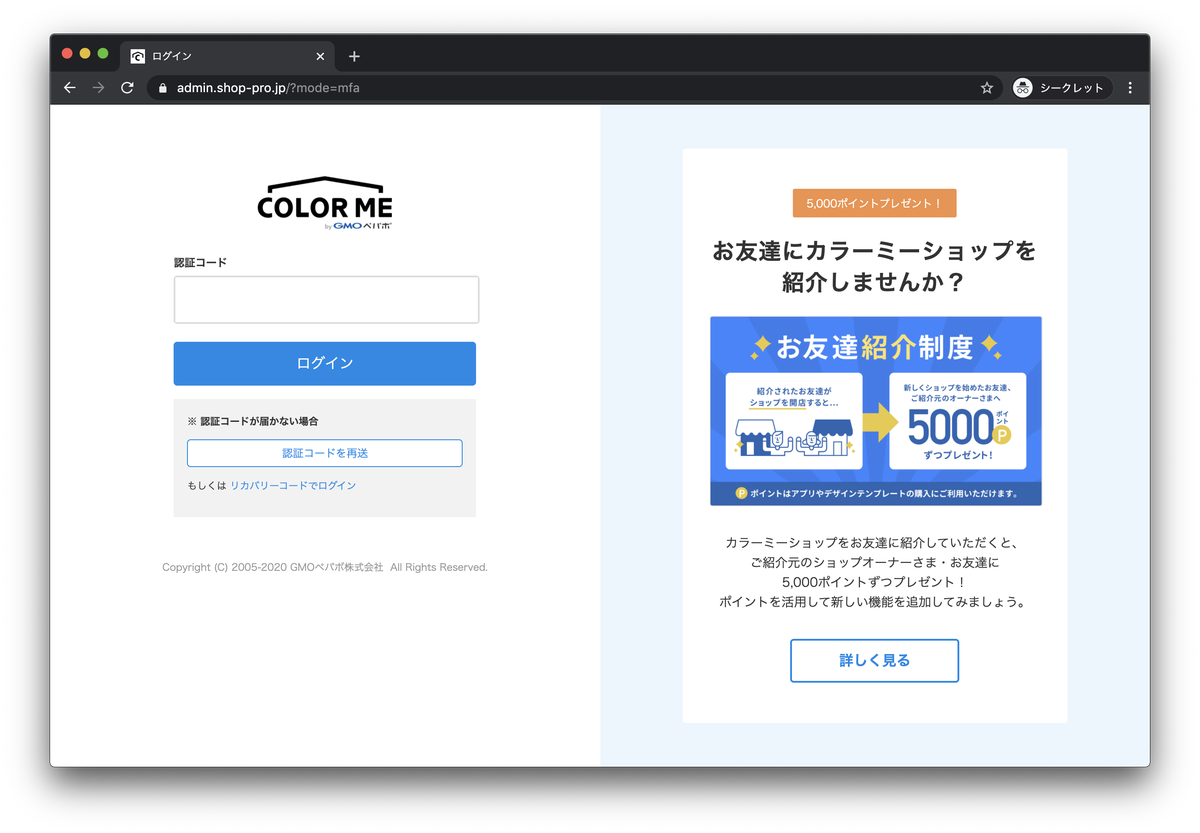 ログイン
admin.shop-pro.jp/?mode=mfa
シークレット
COLOR ME
by GMOペパボ
認証コード
ログイン
※ 認証コードが届かない場合
認証コードを再送
もしくは リカバリーコードでログイン
Copyright (C) 2005-2020 GMOペパボ株式会社 All Rights Reserved.
5,000ポイントプレゼント！
お友達にカラーミーショップを
紹介しませんか？
お友達紹介制度
紹介されたお友達が
ショップを開店すると...
新しくショップを始めたお友達、
ご紹介元のオーナーさまへ
5000ポイント
P
ずつプレゼント!
P ポイントはアプリやデザインテンプレートの購入にご利用いただけます。
カラーミーショップをお友達に紹介していただくと、
ご紹介元のショップオーナーさま・お友達に
5,000ポイントずつプレゼント！
ポイントを活用して新しい機能を追加してみましょう。
詳しく見る